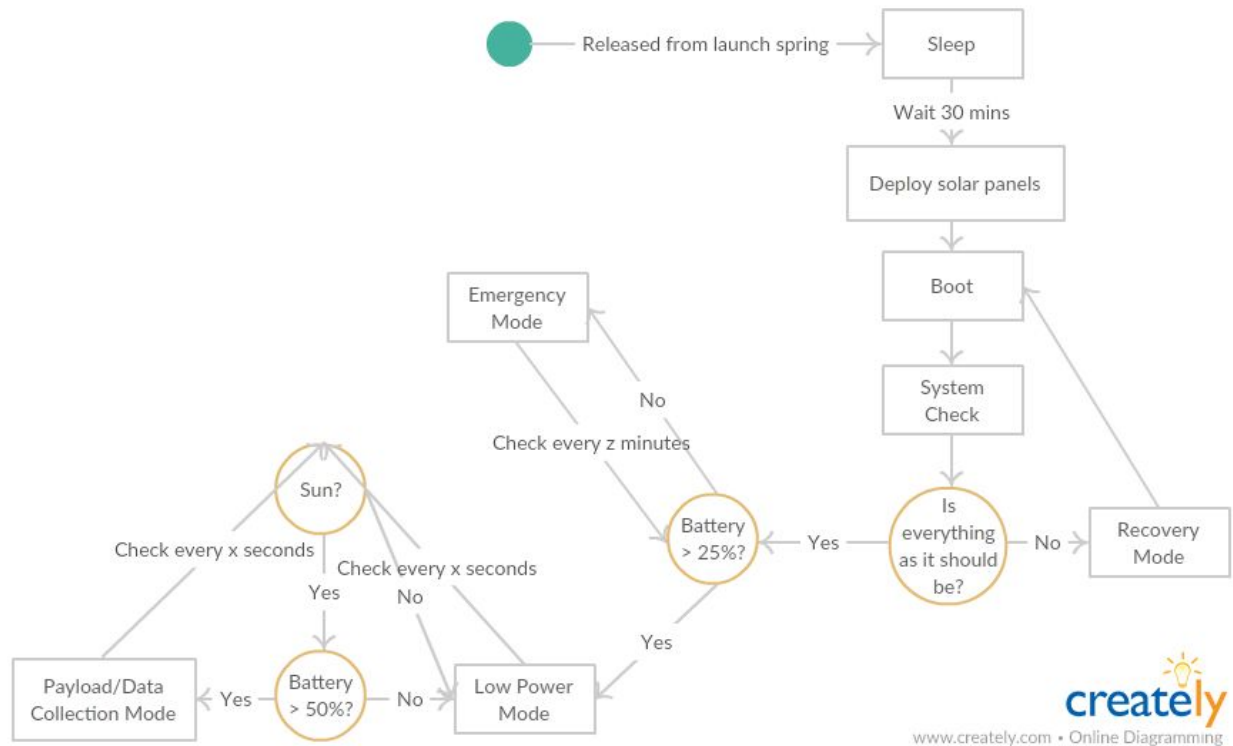 Released from launch spring
Sleep
Wait 30 mins
Deploy solar panels
Boot
Emergency
Mode
System
Check
No
Check every z minutes
Sun?
Is
everything
as it should
be?
Battery
> 25%?
Yes
No
Recovery
Mode
Check every x seconds
Check every x seconds
Yes
No
Yes
Payload/Data
Collection Mode
Yes
Battery
> 50%?
No
Low Power
Mode
creately
www.creately.com • Online Diagramming